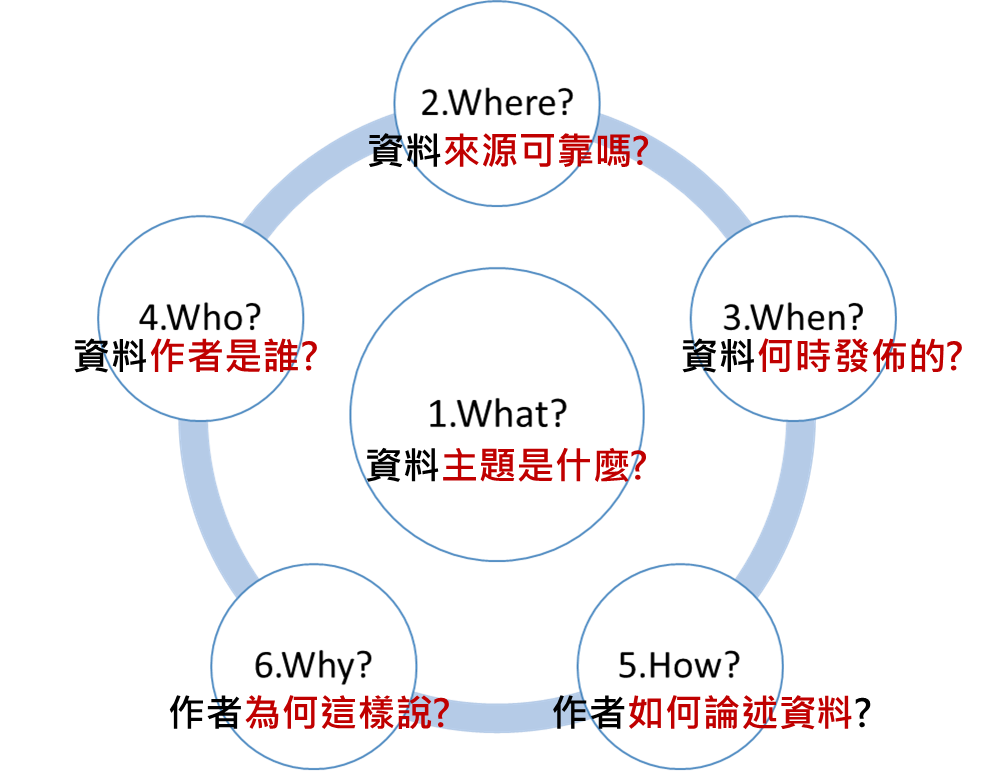 2.Where?
資料來源可靠嗎?
4.Who?
資料作者是誰?
3.When?
資料何時發佈的?
1.What?
資料主題是什麼?
6.Why?
作者為何這樣說?
5.How?
作者如何論述資料?